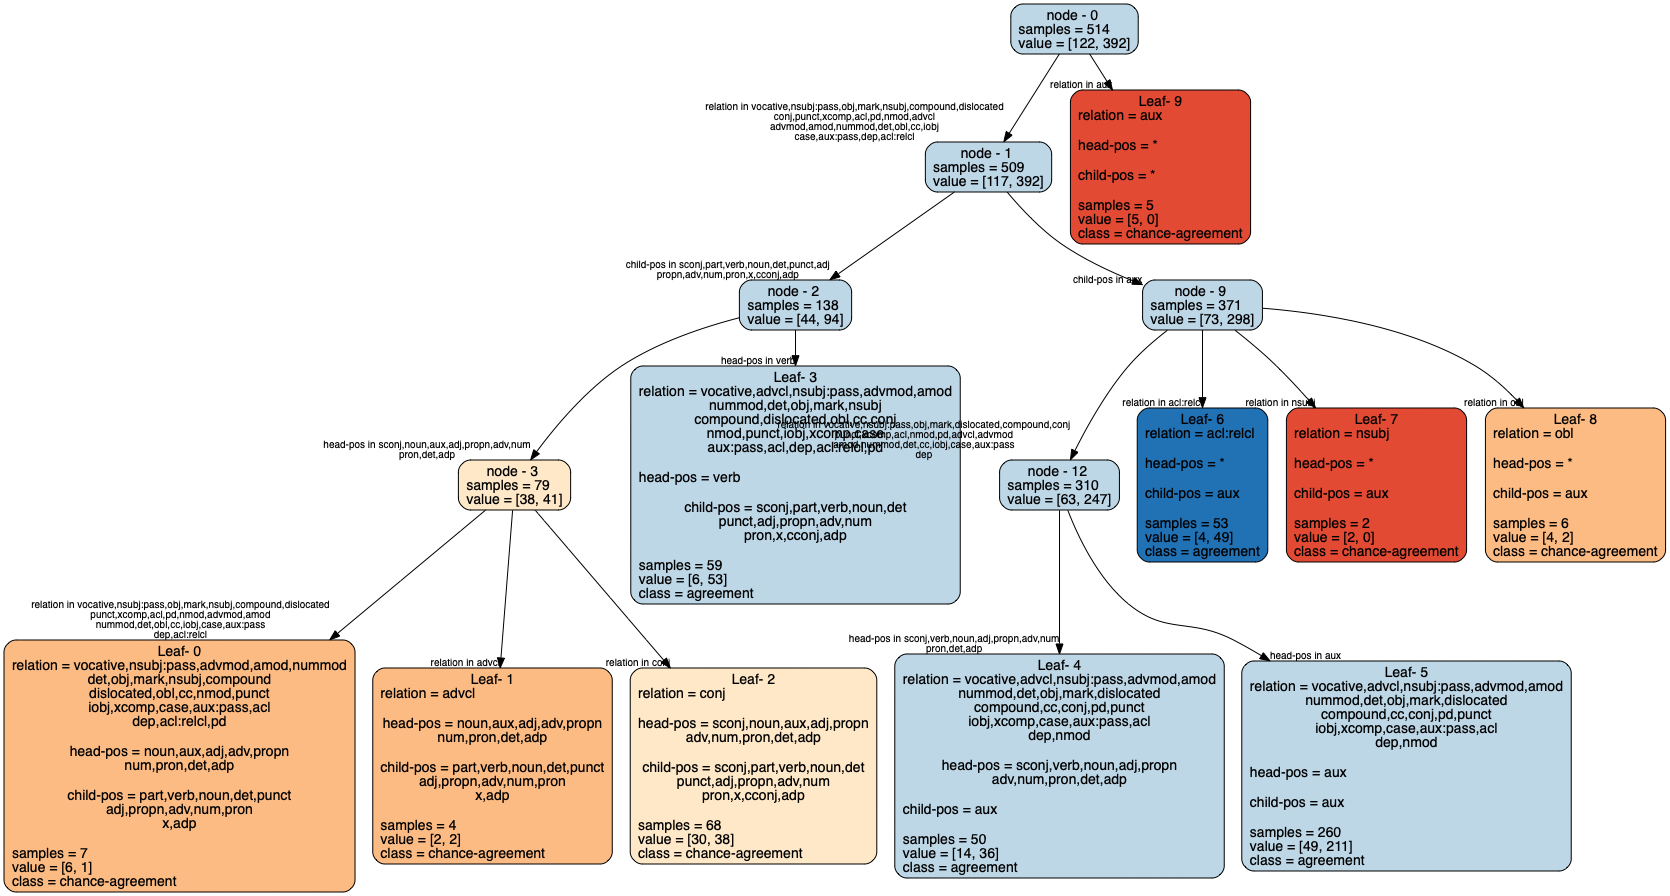 node - 0
samples = 514
value = [122, 392]
relation in aux
relation in vocative,nsubj:pass,obj,mark,nsubj,compound,dislocated
conj,punct,xcomp,acl,pd,nmod,advcl
advmod,amod,nummod,det,obl,cc,iobj
case,aux:pass,dep,acl:relcl
Leaf- 9
relation = aux
head-pos = *
child-pos = *
samples = 5
value = [5, 0]
class = chance-agreement
node - 1
samples = 509
value = [117, 392]
child-pos in sconj,part,verb,noun,det,punct,adj
propn,adv,num,pron,x,cconj,adp
child-pos in aux
node - 2
samples = 138
value = [44, 94]
node - 9
samples = 371
value = [73, 298]
head-pos in verb
Leaf- 3
relation = vocative,advcl,nsubj:pass,advmod,amod
nummod,det,obj,mark,nsubj
compound,dislocated,obl,cc,conj
nmod,punct,iobj,xcomp,case
aux:pass,acl,dep,acl:relcl,pd
head-pos = verb
child-pos = sconj,part,verb,noun,det
punct,adj,propn,adv,num
pron,x,cconj,adp
samples = 59
value = [6, 53]
class = agreement
relation in vocative,nsubj:pass,obj,mark,dislocated,compound,conj
punct,xcomp,acl,nmod,pd,advcl,advmod
amod,nummod,det,cc,iobj,case,aux:pass
dep
relation in acl:relcl
Leaf- 6
relation = acl:relcl
head-pos = *
child-pos = aux
samples = 53
value = [4, 49]
class = agreement
relation in nsubj
Leaf- 7
relation = nsubj
head-pos = *
child-pos = aux
samples = 2
value = [2, 0]
class = chance-agreement
relation in obl
Leaf- 8
relation = obl
head-pos = *
child-pos = aux
samples = 6
value = [4, 2]
class = chance-agreement
head-pos in sconj,noun,aux,adj,propn,adv,num
pron,det,adp
node - 3
samples = 79
value = [38, 41]
node - 12
samples = 310
value = [63, 247]
relation in vocative,nsubj:pass,obj,mark,nsubj,compound,dislocated
punct,xcomp,acl,pd,nmod,advmod,amod
nummod,det,obl,cc,iobj,case,aux:pass
dep,acl:relcl
Leaf- 0
relation = vocative,nsubj:pass,advmod,amod,nummod
det,obj,mark,nsubj,compound
dislocated,obl,cc,nmod,punct
iobj,xcomp,case,aux:pass,acl
dep,acl:relcl,pd
head-pos = noun,aux,adj,adv,propn
num,pron,det,adp
child-pos = part,verb,noun,det,punct
adj,propn,adv,num,pron
x,adp
samples = 7
value = [6, 1]
class = chance-agreement
relation in advcl
Leaf- 1
relation = advcl
head-pos = noun,aux,adj,adv,propn
num,pron,det,adp
child-pos = part,verb,noun,det,punct
adj,propn,adv,num,pron
x,adp
samples = 4
value = [2, 2]
class = chance-agreement
relation in conj
Leaf- 2
relation = conj
head-pos = sconj,noun,aux,adj,propn
adv,num,pron,det,adp
child-pos = sconj,part,verb,noun,det
punct,adj,propn,adv,num
pron,x,cconj,adp
samples = 68
value = [30, 38]
class = chance-agreement
head-pos in sconj,verb,noun,adj,propn,adv,num
pron,det,adp
Leaf- 4
relation = vocative,advcl,nsubj:pass,advmod,amod
nummod,det,obj,mark,dislocated
compound,cc,conj,pd,punct
iobj,xcomp,case,aux:pass,acl
dep,nmod
head-pos = sconj,verb,noun,adj,propn
adv,num,pron,det,adp
child-pos = aux
samples = 50
value = [14, 36]
class = agreement
head-pos in aux
Leaf- 5
relation = vocative,advcl,nsubj:pass,advmod,amod
nummod,det,obj,mark,dislocated
compound,cc,conj,pd,punct
iobj,xcomp,case,aux:pass,acl
dep,nmod
head-pos = aux
child-pos = aux
samples = 260
value = [49, 211]
class = agreement